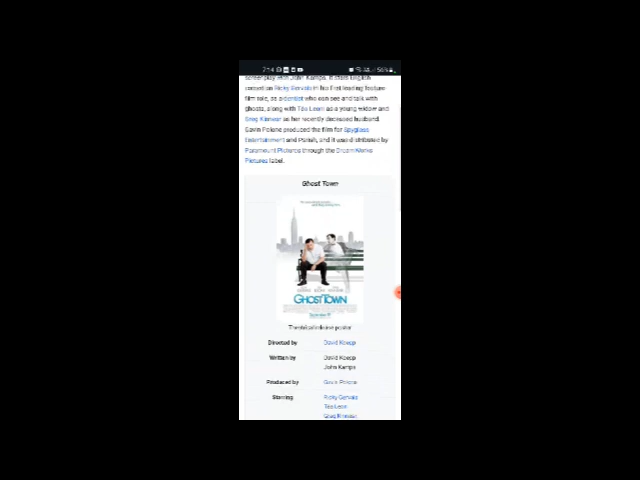 7:14 56%
screenplay with John Kamps. It stars English
comedian Ricky Gervais in his first leading feature
film role, as a dentist who can see and talk with
ghosts, along with Téa Leoni as a young widow and
Greg Kinnear as her recently deceased husband.
Gavin Polone produced the film for Spyglass
Entertainment and Pariah, and it was distributed by
Paramount Pictures through the DreamWorks
Pictures label.
Ghost Town
GHOST TOWN
Theatrical release poster
Directed by David Koepp
Written by David Koepp
John Kamps
Produced by Gavin Polone
Starring Ricky Gervais
Téa Leoni
Greg Kinnear